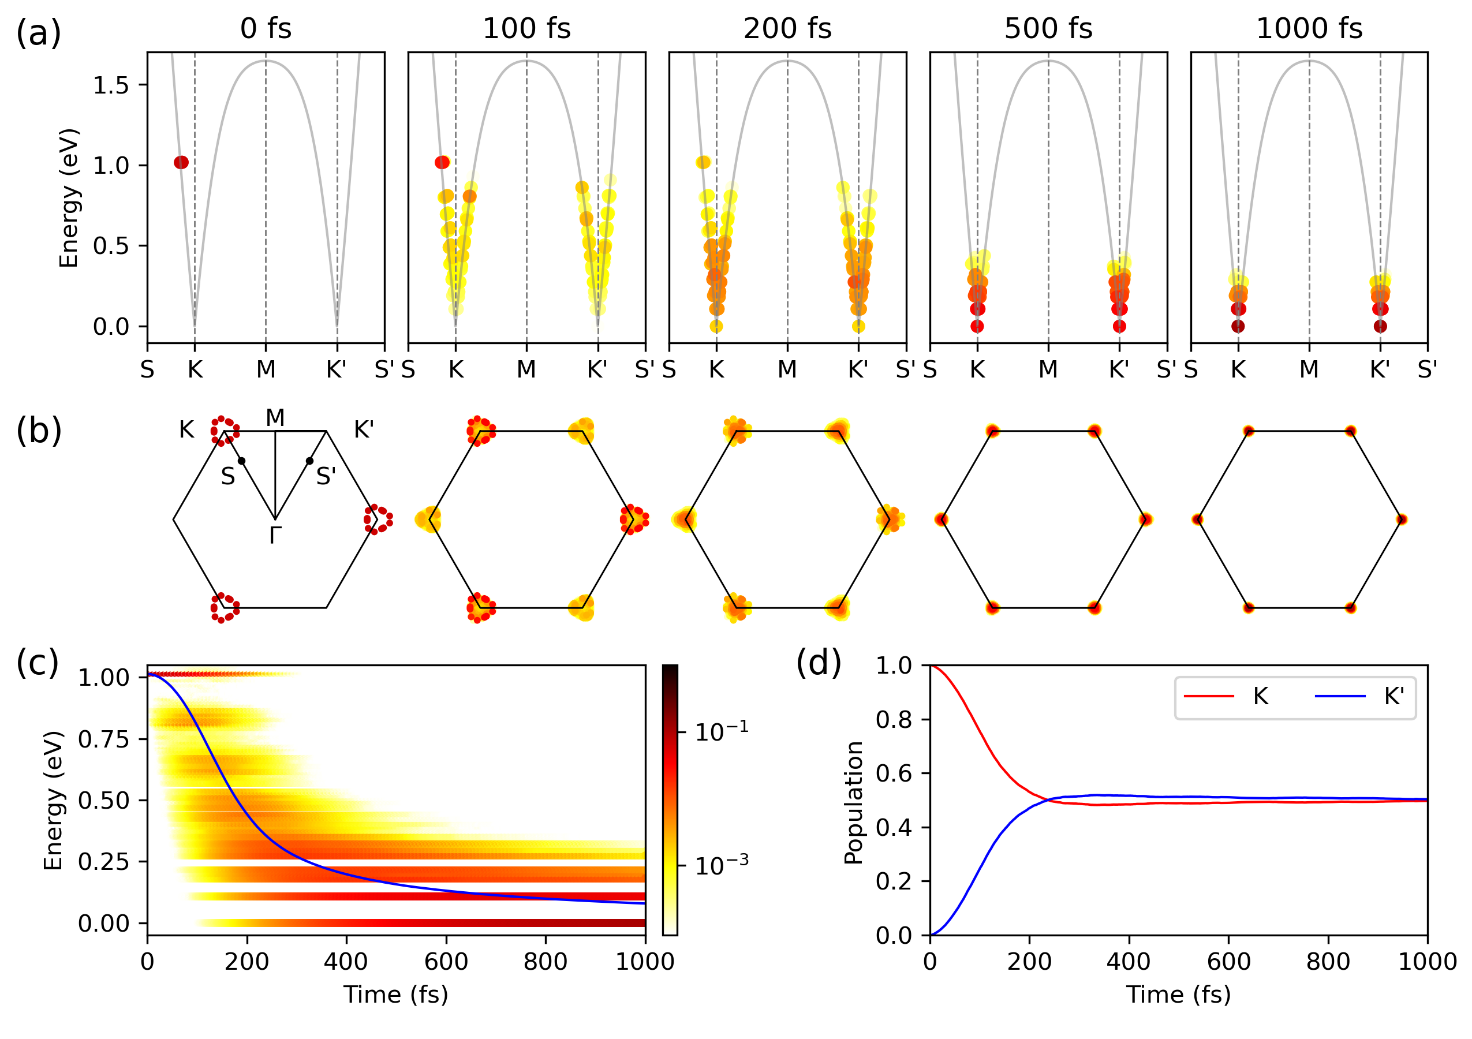 (a)
0 fs
100 fs
200 fs
500 fs
1000 fs
Energy (eV)
1.5
1.0
0.5
0.0
S K M K' S'
S K M K' S'
S K M K' S'
S K M K' S'
S K M K' S'
(b)
K M K'
S S'
Γ
(c)
Energy (eV)
1.00
0.75
0.50
0.25
0.00
0 200 400 600 800 1000
Time (fs)
10⁻¹
10⁻³
(d)
Population
1.0
0.8
0.6
0.4
0.2
0.0
K K'
0 200 400 600 800 1000
Time (fs)